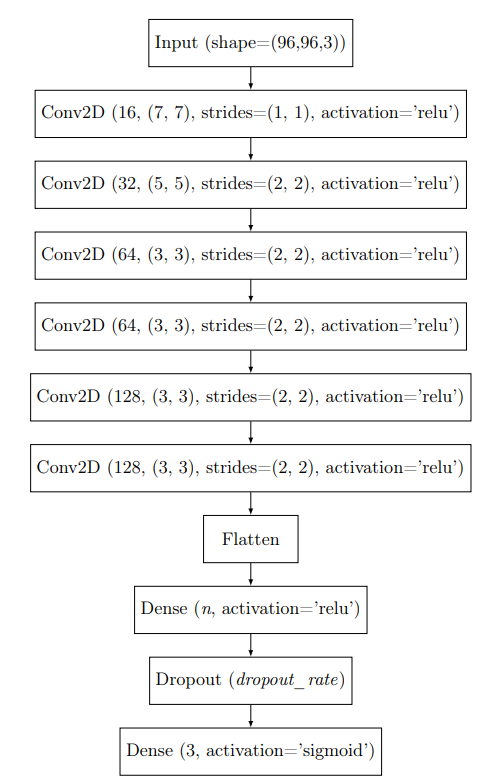 Input (shape=(96,96,3))
Conv2D (16, (7, 7), strides=(1, 1), activation='relu')
Conv2D (32, (5, 5), strides=(2, 2), activation='relu')
Conv2D (64, (3, 3), strides=(2, 2), activation='relu')
Conv2D (64, (3, 3), strides=(2, 2), activation='relu')
Conv2D (128, (3, 3), strides=(2, 2), activation='relu')
Conv2D (128, (3, 3), strides=(2, 2), activation='relu')
Flatten
Dense (n, activation='relu')
Dropout (dropout_rate)
Dense (3, activation='sigmoid')